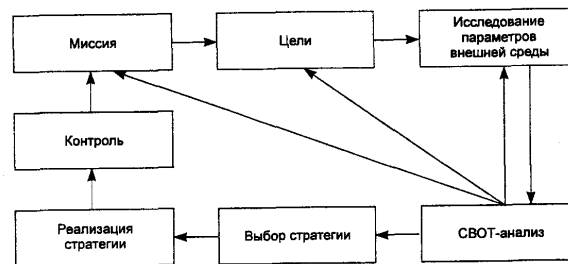 Миссия
Цели
Исследование
параметров
внешней среды
Контроль
Реализация
стратегии
Выбор стратегии
СВОТ-анализ